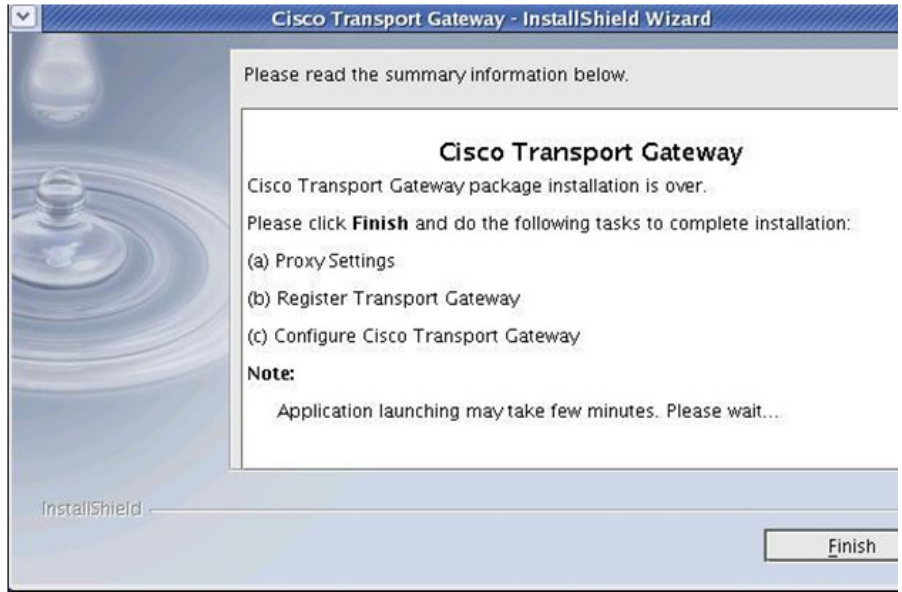 Cisco Transport Gateway - InstallShield Wizard
Please read the summary information below.
Cisco Transport Gateway
Cisco Transport Gateway package installation is over.
Please click Finish and do the following tasks to complete installation:
(a) Proxy Settings
(b) Register Transport Gateway
(c) Configure Cisco Transport Gateway
Note:
Application launching may take few minutes. Please wait...
InstallShield
Finish